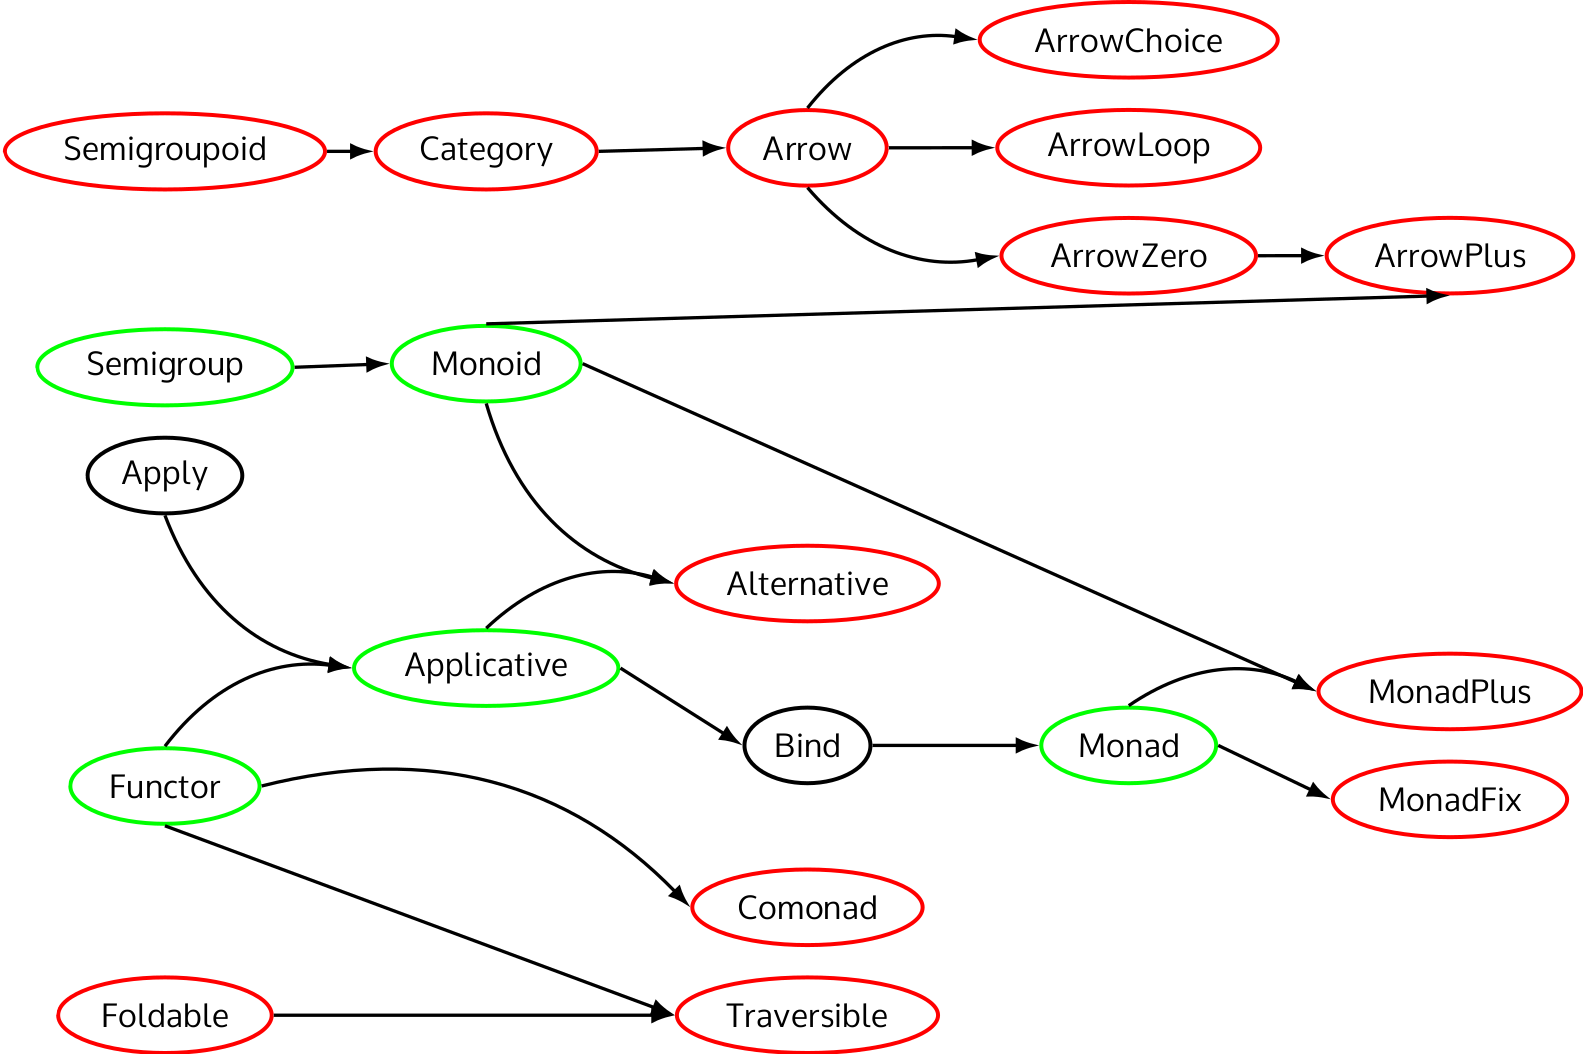 ArrowChoice
Semigroupoid
Category
Arrow
ArrowLoop
ArrowZero
ArrowPlus
Semigroup
Monoid
Apply
Alternative
Applicative
MonadPlus
Bind
Monad
Functor
MonadFix
Comonad
Foldable
Traversible